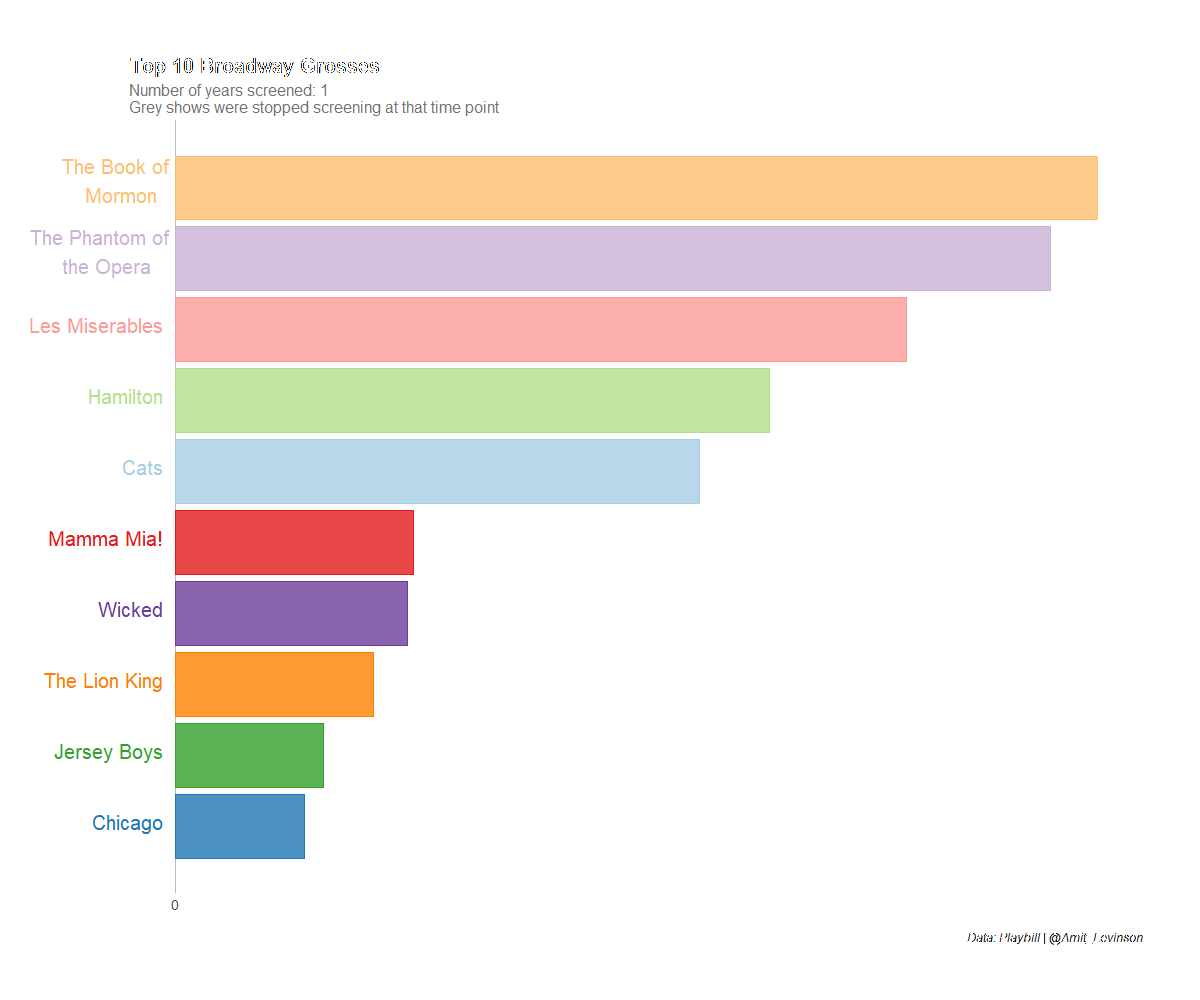 Top 10 Broadway Grosses
Number of years screened: 1
Grey shows were stopped screening at that time point
The Book of
Mormon
The Phantom of
the Opera
Les Miserables
Hamilton
Cats
Mamma Mia!
Wicked
The Lion King
Jersey Boys
Chicago
0
Data: Playbill | @Amit_Levinson